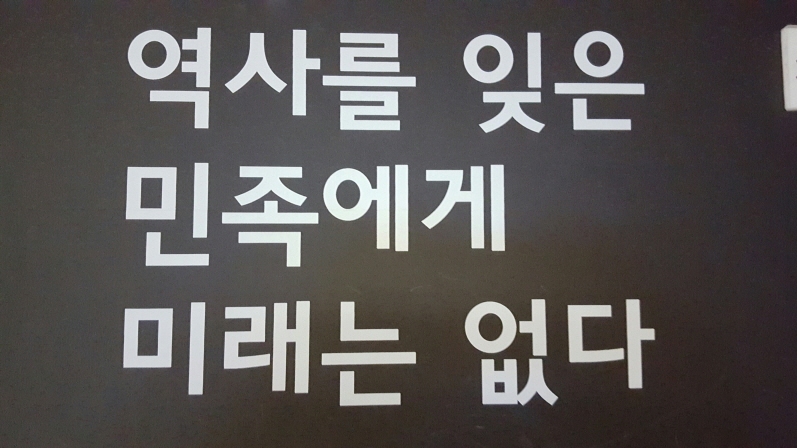 역사를 잊은
민족에게
미래는 없다